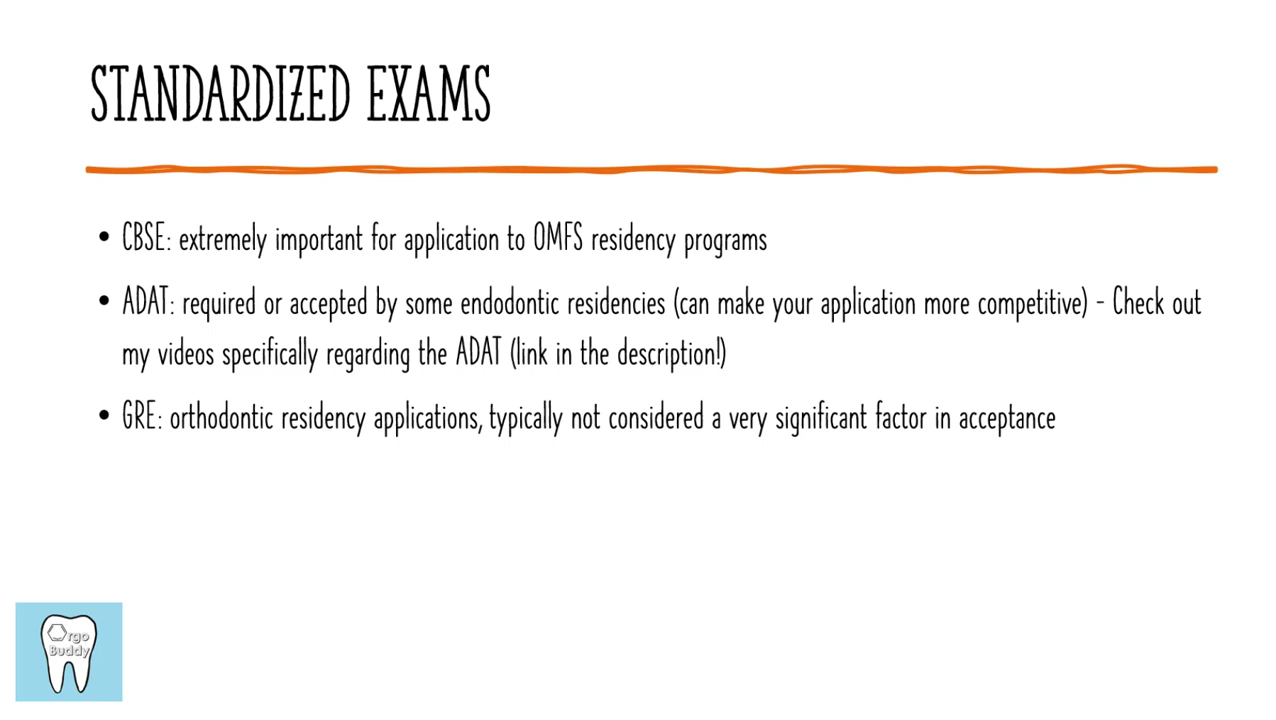 STANDARDIZED EXAMS
• CBSE: extremely important for application to OMFS residency programs
• ADAT: required or accepted by some endodontic residencies (can make your application more competitive) - Check out
my videos specifically regarding the ADAT (link in the description!)
• GRE: orthodontic residency applications, typically not considered a very significant factor in acceptance
Orgo
Buddy